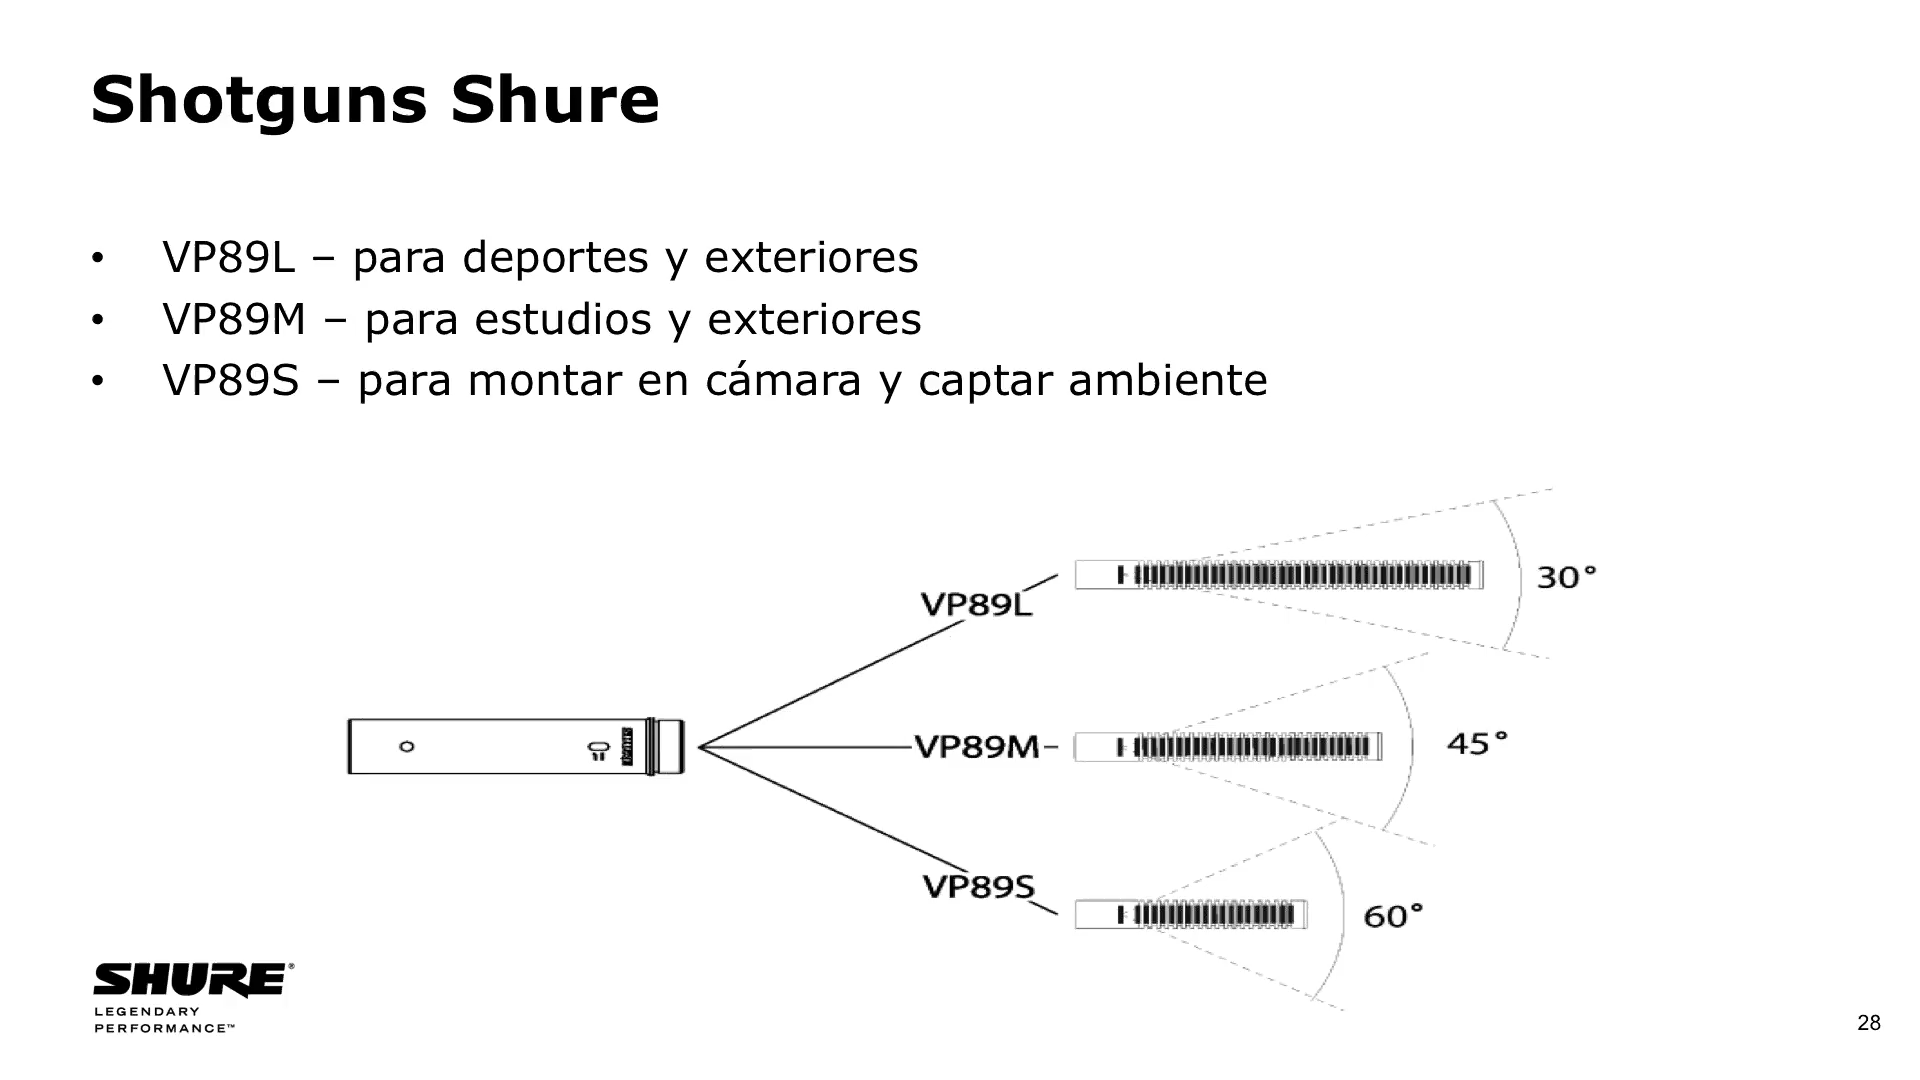 Shotguns Shure
• VP89L – para deportes y exteriores
• VP89M – para estudios y exteriores
• VP89S – para montar en cámara y captar ambiente
VP89L
30°
SHURE
VP89M
45°
VP89S
60°
SHURE®
LEGENDARY
PERFORMANCE™
28